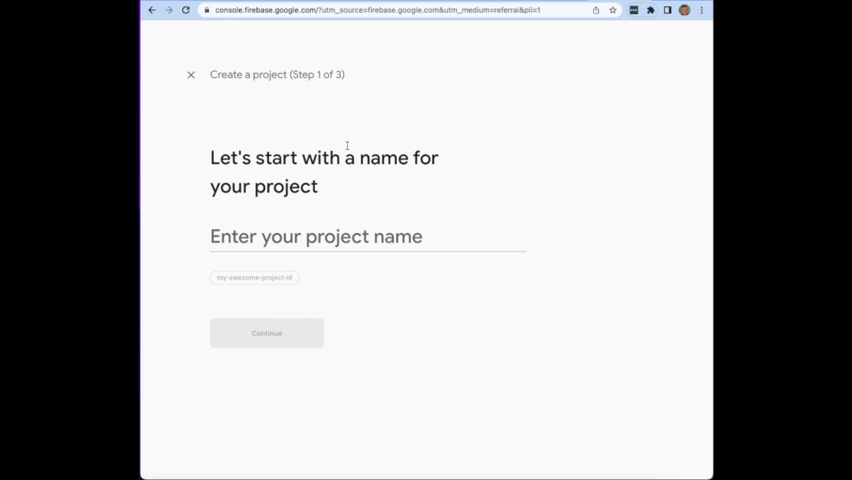 console.firebase.google.com/?utm_source=firebase.google.com&utm_medium=referral&pli=1
Create a project (Step 1 of 3)
Let's start with a name for
your project
Enter your project name
my-awesome-project-id
Continue